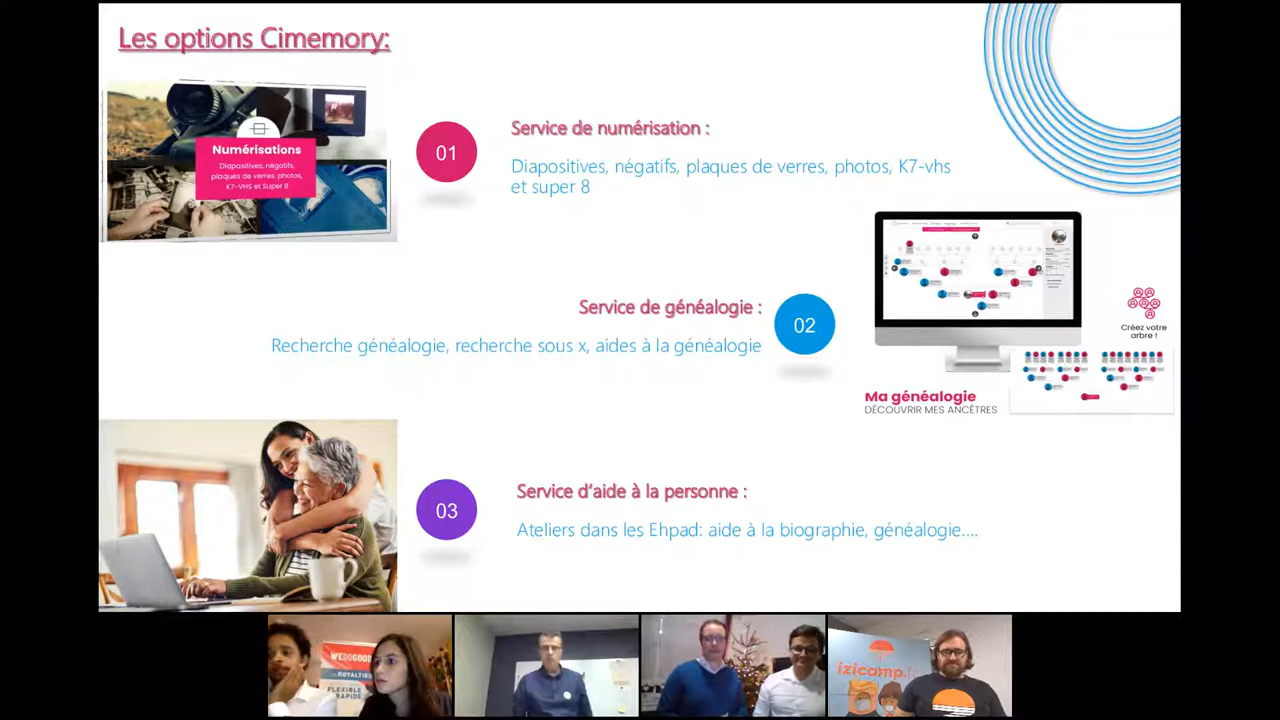 Les options Cimemory:
Numérisations
Diapositives, négatifs,
plaques de verres, photos,
K7-VHS et Super 8
01
Service de numérisation :
Diapositives, négatifs, plaques de verres, photos, K7-vhs
et super 8
Service de généalogie :
02
Recherche généalogie, recherche sous x, aides à la généalogie
Créez votre
arbre !
Ma généalogie
DÉCOUVRIR MES ANCÊTRES
03
Service d'aide à la personne :
Ateliers dans les Ehpad: aide à la biographie, généalogie....
WEDOGOOD
ROYALTIES
FLEXIBLE
RAPIDE
izicamp.fr